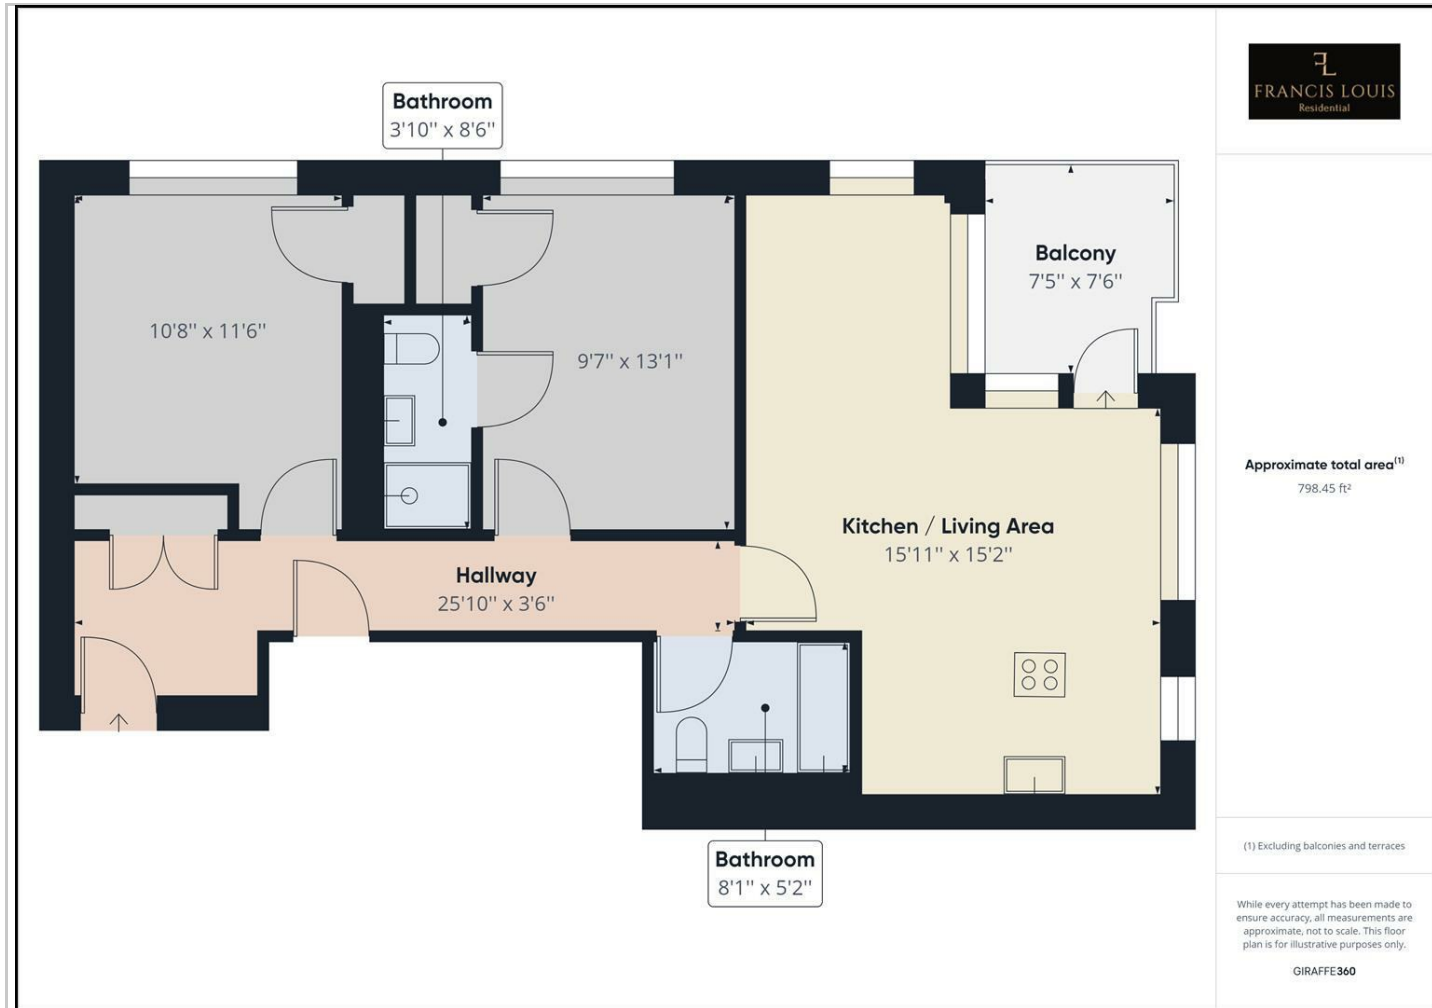 Bathroom
3'10'' x 8'6''
10'8'' x 11'6''
9'7'' x 13'1''
Balcony
7'5'' x 7'6''
Kitchen / Living Area
15'11'' x 15'2''
Hallway
25'10'' x 3'6''
Bathroom
8'1'' x 5'2''
FL
FRANCIS LOUIS
Residential
Approximate total area(1)
798.45 ft²
(1) Excluding balconies and terraces
While every attempt has been made to
ensure accuracy, all measurements are
approximate, not to scale. This floor
plan is for illustrative purposes only.
GIRAFFE360